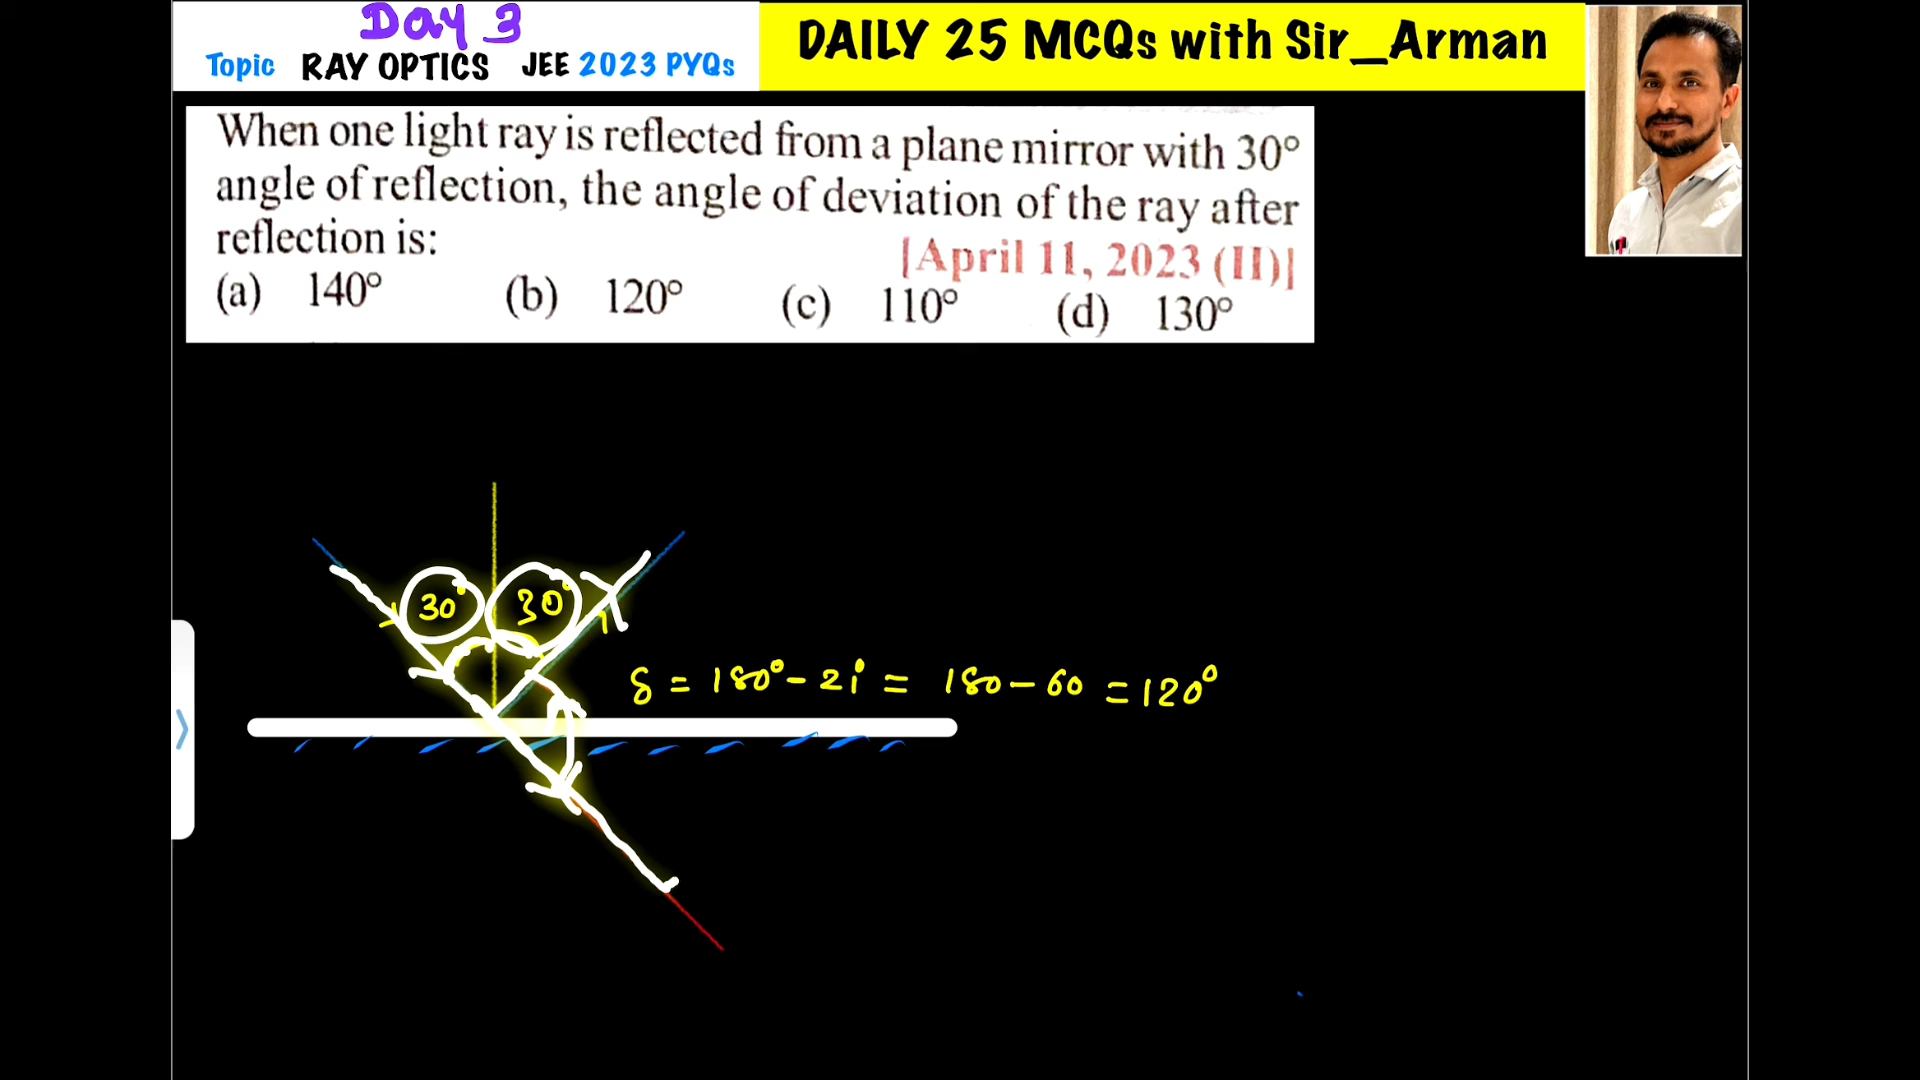 Day 3
Topic RAY OPTICS JEE 2023 PYQs
DAILY 25 MCQs with Sir_Arman
When one light ray is reflected from a plane mirror with 30°
angle of reflection, the angle of deviation of the ray after
reflection is:
[April 11, 2023 (II)]
(a) 140° (b) 120° (c) 110° (d) 130°
30° 30°
δ = 180° - 2i = 180 - 60 = 120°